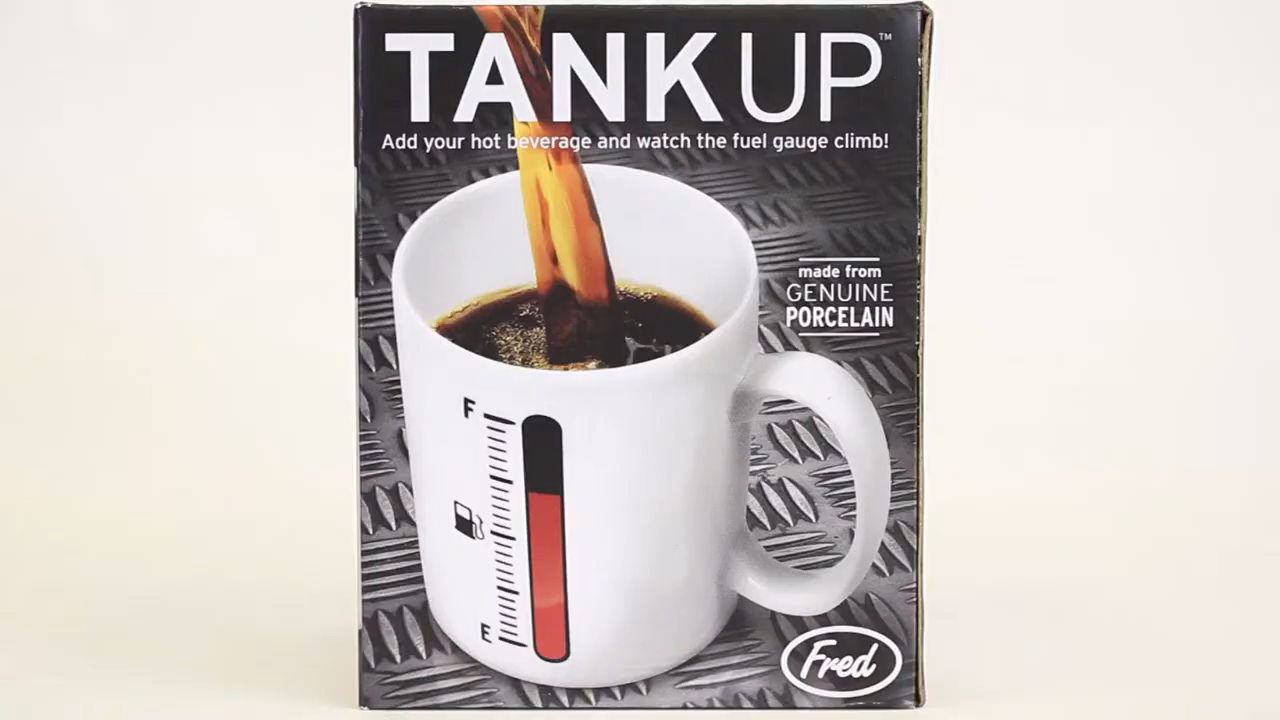 TANKUP™
Add your hot beverage and watch the fuel gauge climb!
made from
GENUINE
PORCELAIN
F
E
Fred